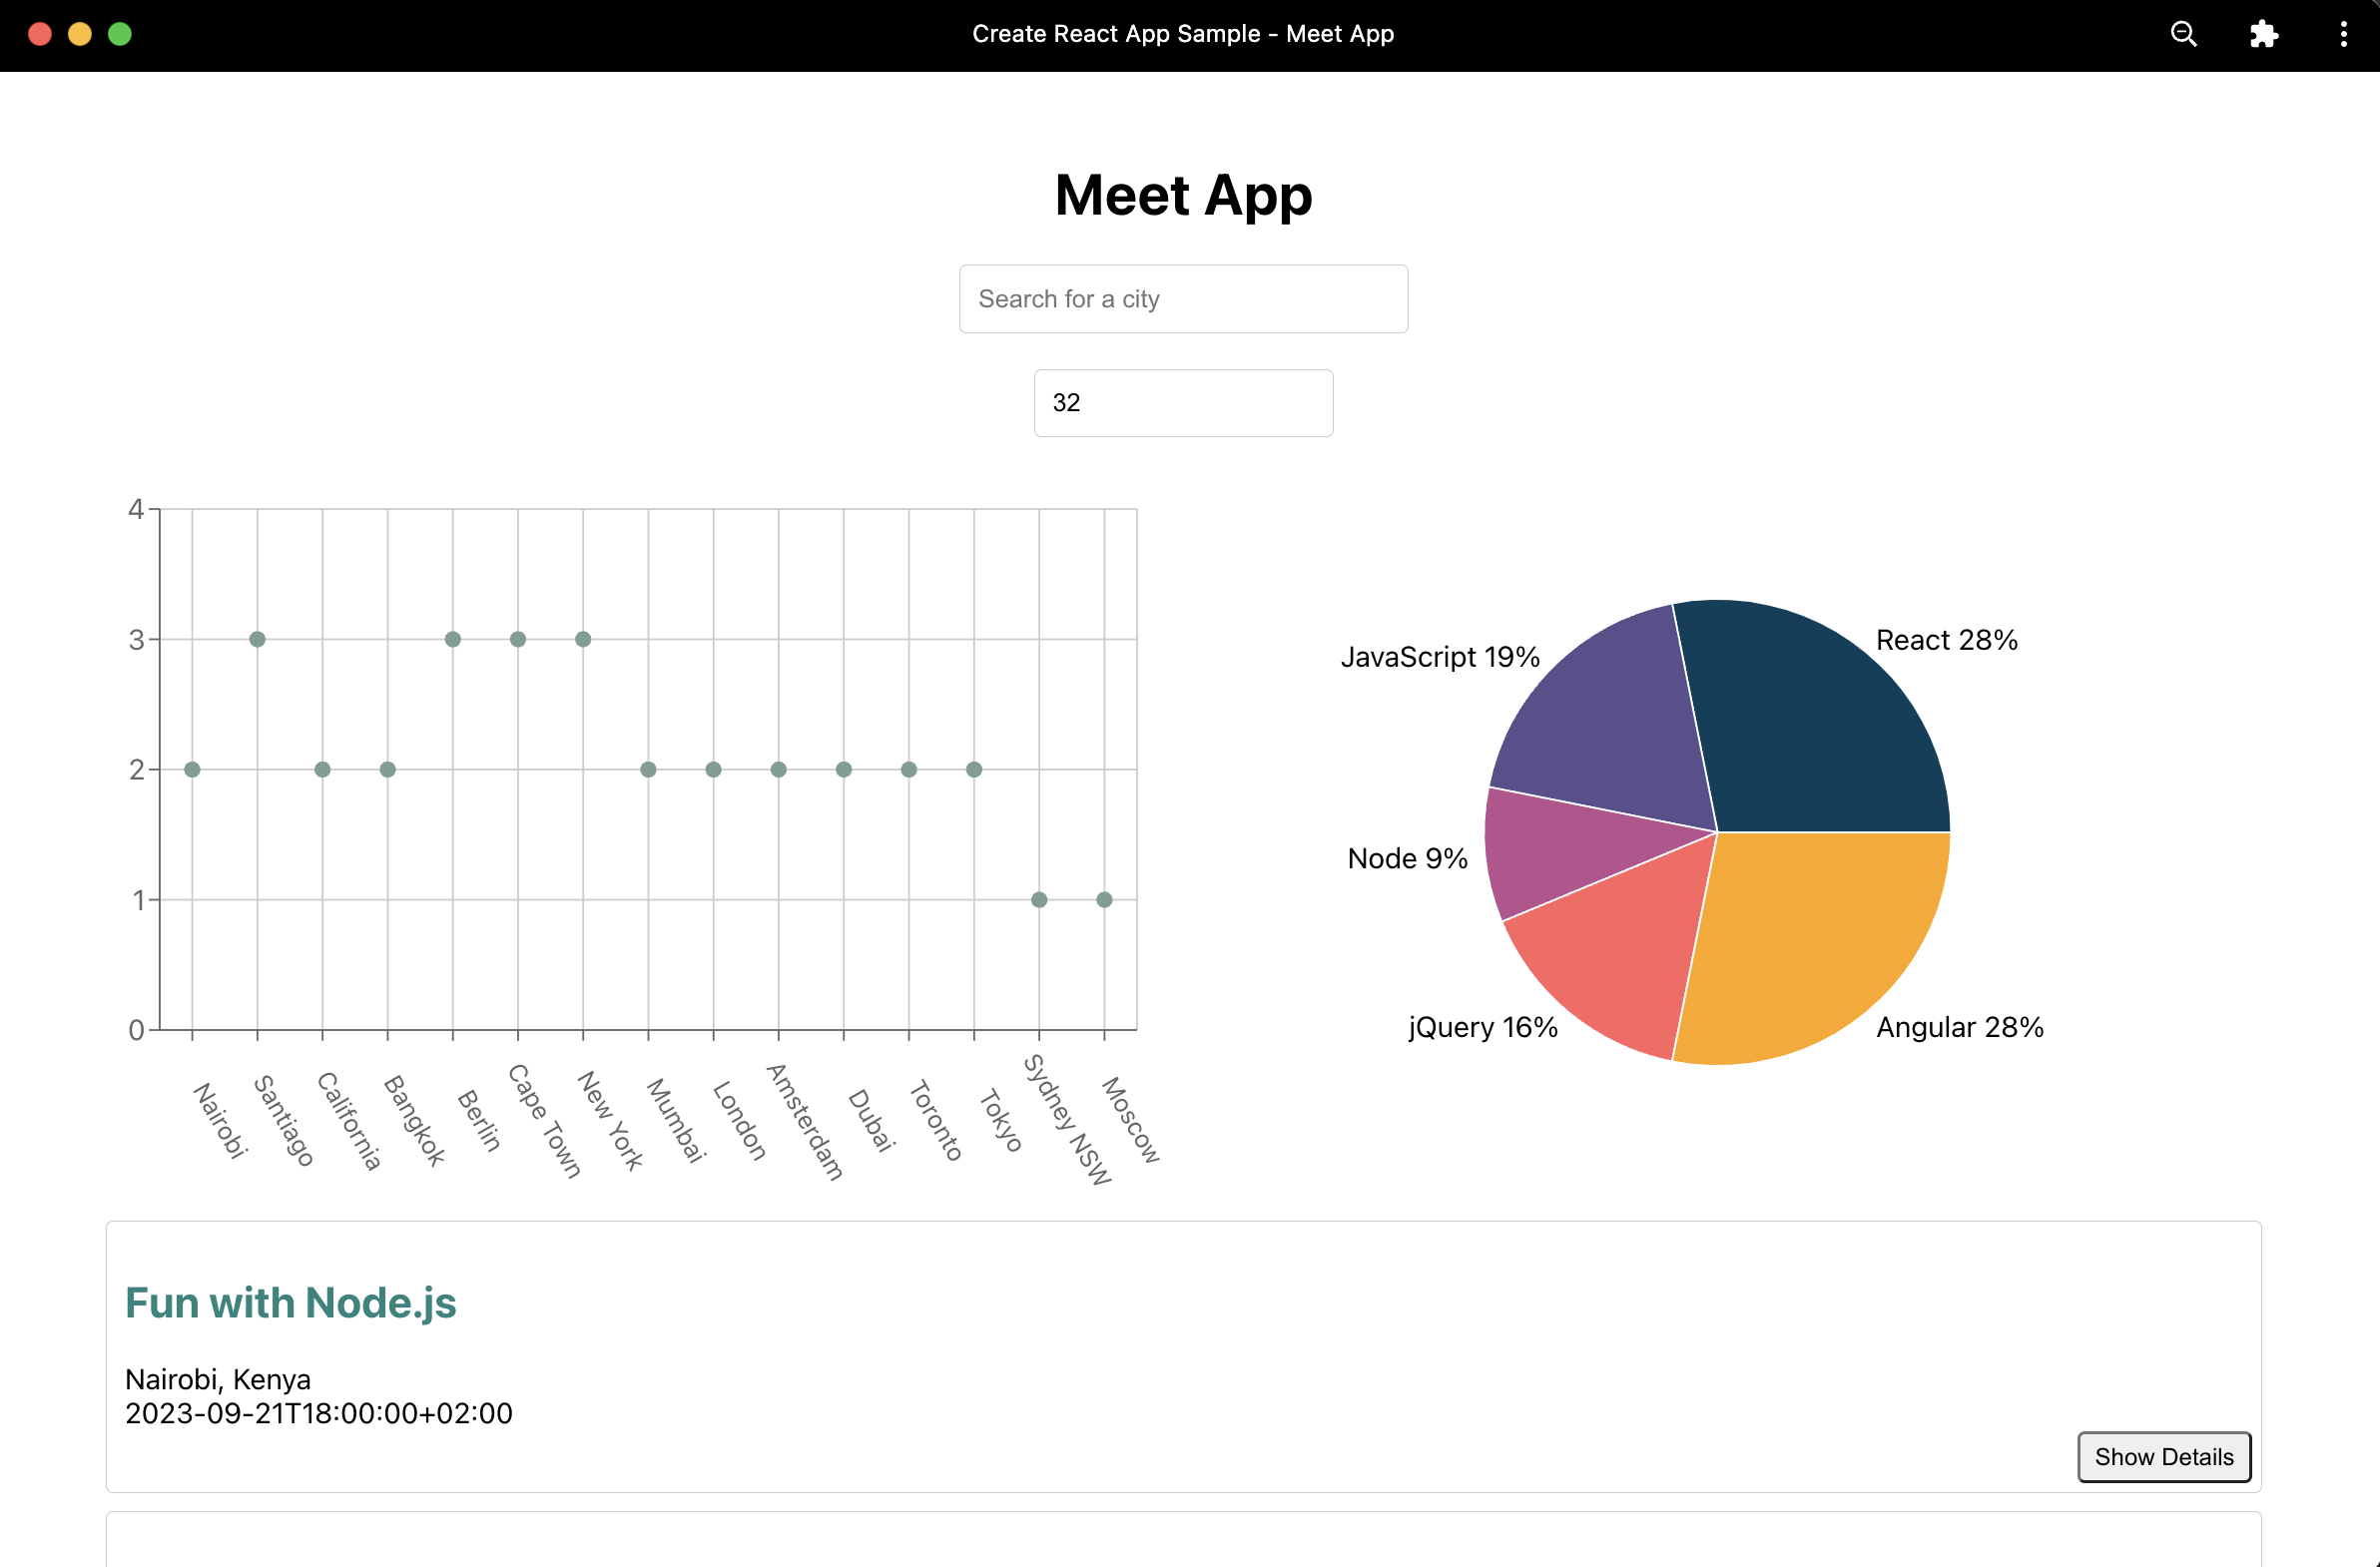 Create React App Sample - Meet App
Meet App
Search for a city
32
4
3
2
1
0
Nairobi
Santiago
California
Bangkok
Berlin
Cape Town
New York
Mumbai
London
Amsterdam
Dubai
Toronto
Tokyo
Sydney NSW
Moscow
React 28%
JavaScript 19%
Node 9%
jQuery 16%
Angular 28%
Fun with Node.js
Nairobi, Kenya
2023-09-21T18:00:00+02:00
Show Details